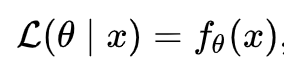 ℒ(θ ∣ x) = f_θ(x),